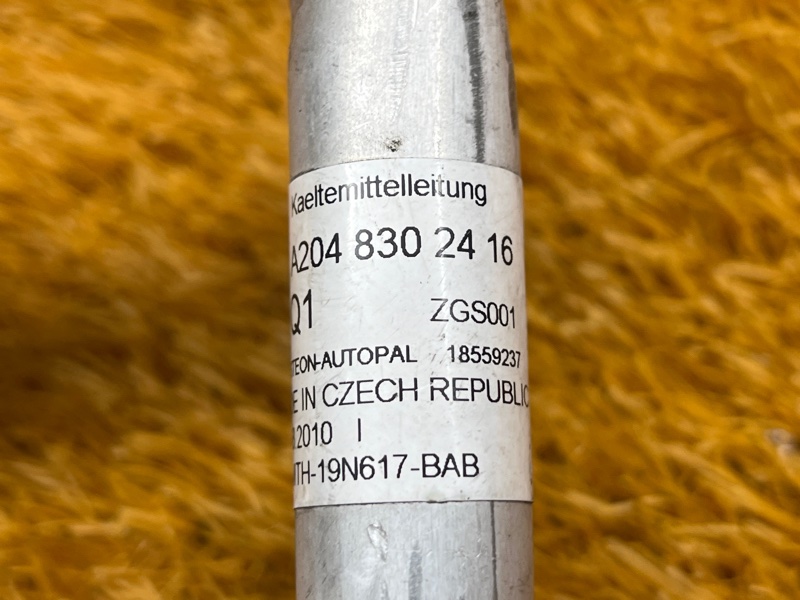 Kaeltemittelleitung
A204 830 24 16
Q1 ZGS001
TEON-AUTOPAL 18559237
E IN CZECH REPUBLIC
.2010 I
TH-19N617-BAB